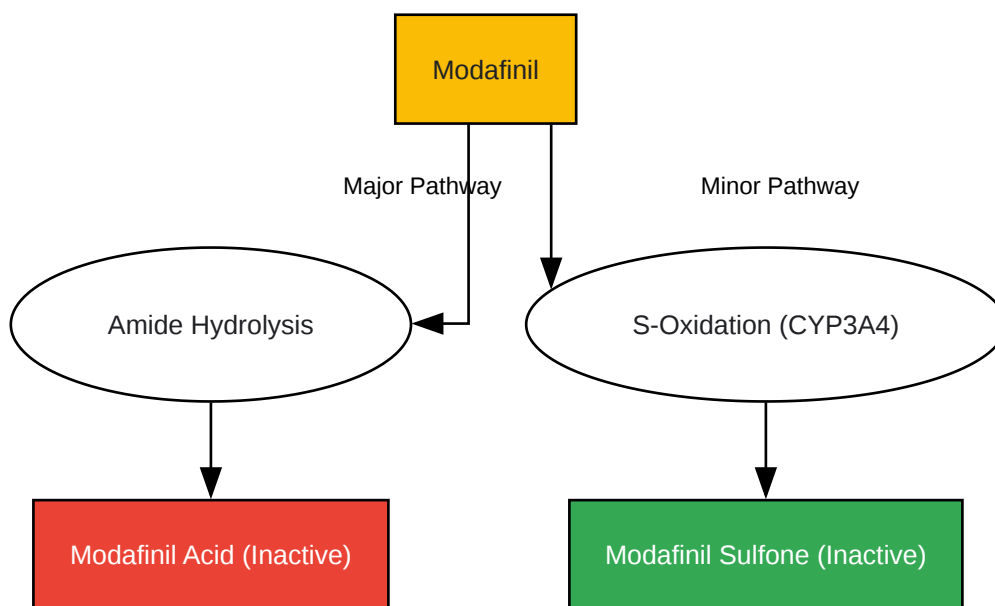 Modafinil
Major Pathway
Minor Pathway
Amide Hydrolysis
S-Oxidation (CYP3A4)
Modafinil Acid (Inactive)
Modafinil Sulfone (Inactive)